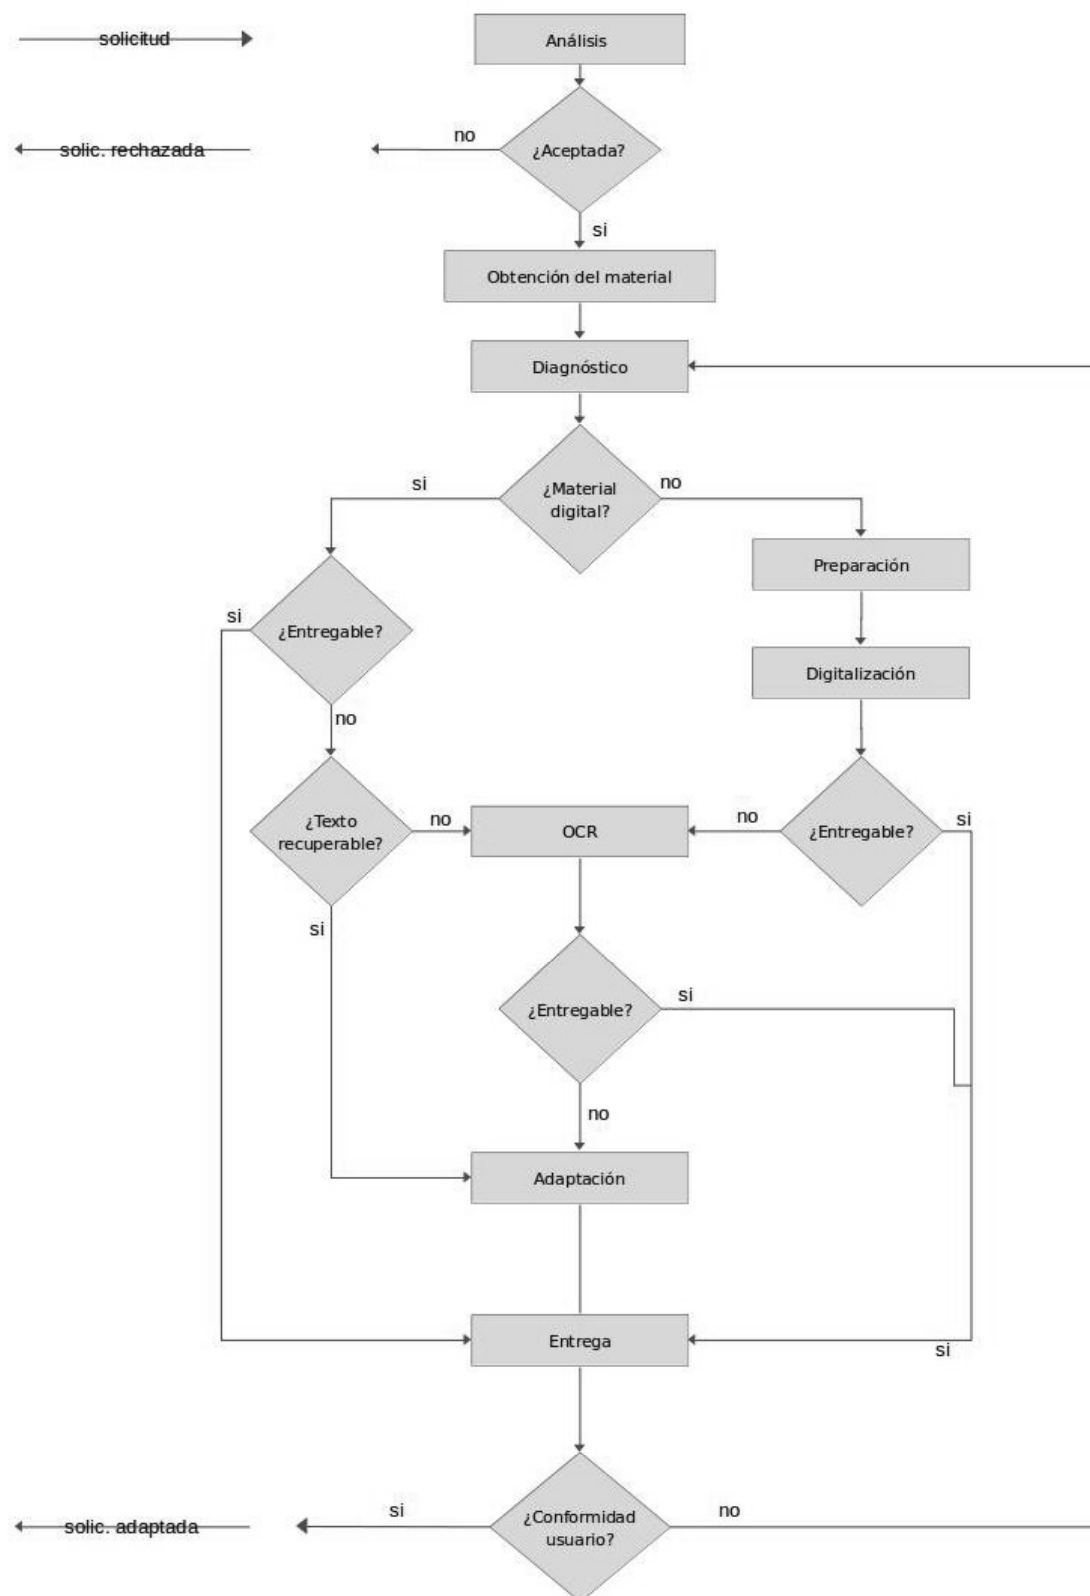 solicitud
Análisis
solic. rechazada
no
¿Aceptada?
si
Obtención del material
Diagnóstico
si
¿Material
digital?
no
Preparación
si
¿Entregable?
Digitalización
no
¿Texto
recuperable?
no
OCR
no
¿Entregable?
si
si
¿Entregable?
si
no
Adaptación
Entrega
si
solic. adaptada
si
¿Conformidad
usuario?
no